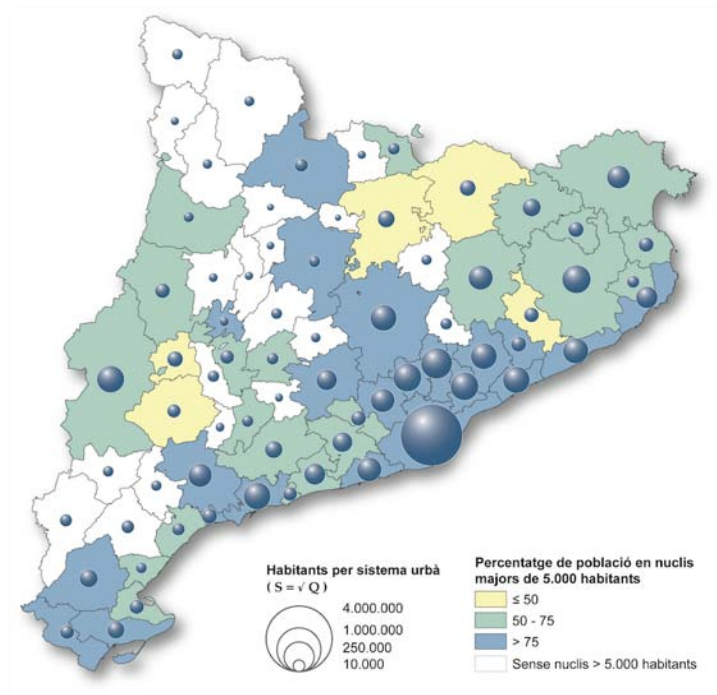 Habitants per sistema urbà
( S = √ Q )
4.000.000
1.000.000
250.000
10.000
Percentatge de població en nuclis
majors de 5.000 habitants
≤ 50
50 - 75
> 75
Sense nuclis > 5.000 habitants